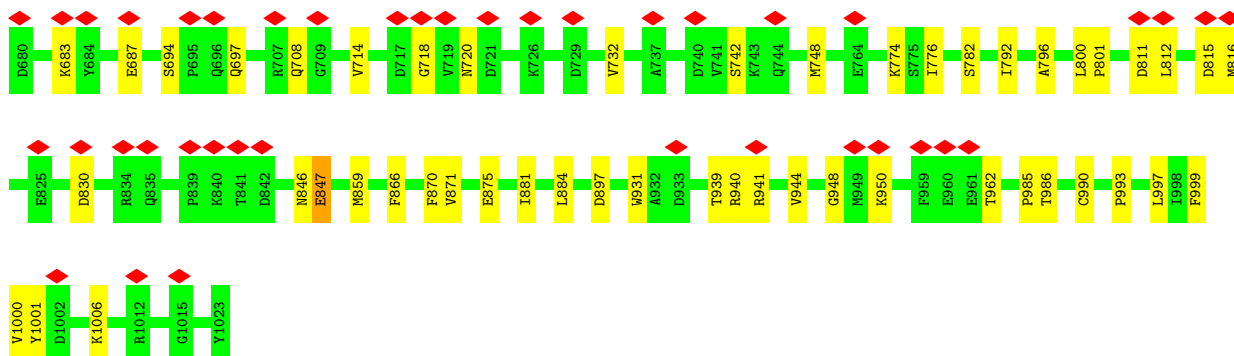 D680 K683 Y684 E687 S694 P695 Q696 Q697 R707 Q708 G709 V714 D717 G718 V719 N720 D721 K726 D729 V732 A737 D740 V741 S742 K743 Q744 M748 E764 K774 S775 I776 S782 I792 A796 L800 P801 D811 L812 D815 M816
E825 D830 R834 Q835 P839 K840 T841 D842 N846 E847 M859 F866 F870 V871 E875 I881 L884 D897 W931 A932 D933 T939 R940 R941 V944 G948 M949 K950 F959 E960 E961 T962 P985 T986 C990 P993 L997 I998 F999
V1000 Y1001 D1002 K1006 R1012 G1015 Y1023